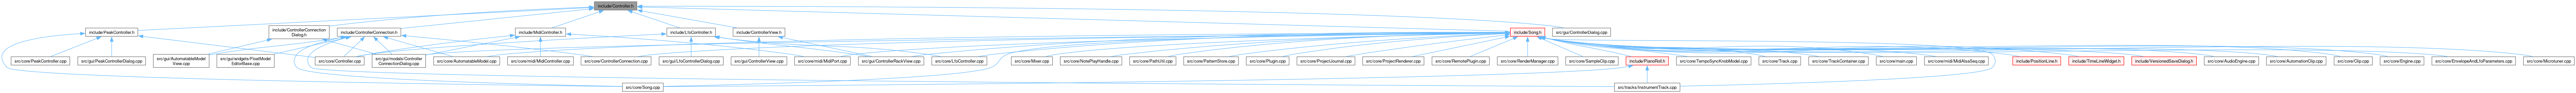 include/Controller.h
include/PeakController.h
include/ControllerConnection
Dialog.h
include/ControllerConnection.h
include/MidiController.h
include/LfoController.h
include/ControllerView.h
include/Song.h
src/gui/ControllerDialog.cpp
src/core/PeakController.cpp
src/gui/PeakControllerDialog.cpp
src/gui/AutomatableModel
View.cpp
src/gui/widgets/FloatModel
EditorBase.cpp
src/core/Controller.cpp
src/gui/modals/Controller
ConnectionDialog.cpp
src/core/AutomatableModel.cpp
src/core/midi/MidiController.cpp
src/core/ControllerConnection.cpp
src/gui/LfoControllerDialog.cpp
src/gui/ControllerView.cpp
src/core/midi/MidiPort.cpp
src/gui/ControllerRackView.cpp
src/core/LfoController.cpp
src/core/Mixer.cpp
src/core/NotePlayHandle.cpp
src/core/PathUtil.cpp
src/core/PatternStore.cpp
src/core/Plugin.cpp
src/core/ProjectJournal.cpp
src/core/ProjectRenderer.cpp
src/core/RemotePlugin.cpp
src/core/RenderManager.cpp
src/core/SampleClip.cpp
include/PianoRoll.h
src/core/TempoSyncKnobModel.cpp
src/core/Track.cpp
src/core/TrackContainer.cpp
src/core/main.cpp
src/core/midi/MidiAlsaSeq.cpp
include/PositionLine.h
include/TimeLineWidget.h
include/VersionedSaveDialog.h
src/core/AudioEngine.cpp
src/core/AutomationClip.cpp
src/core/Clip.cpp
src/core/Engine.cpp
src/core/EnvelopeAndLfoParameters.cpp
src/core/Microtuner.cpp
src/core/Song.cpp
src/tracks/InstrumentTrack.cpp